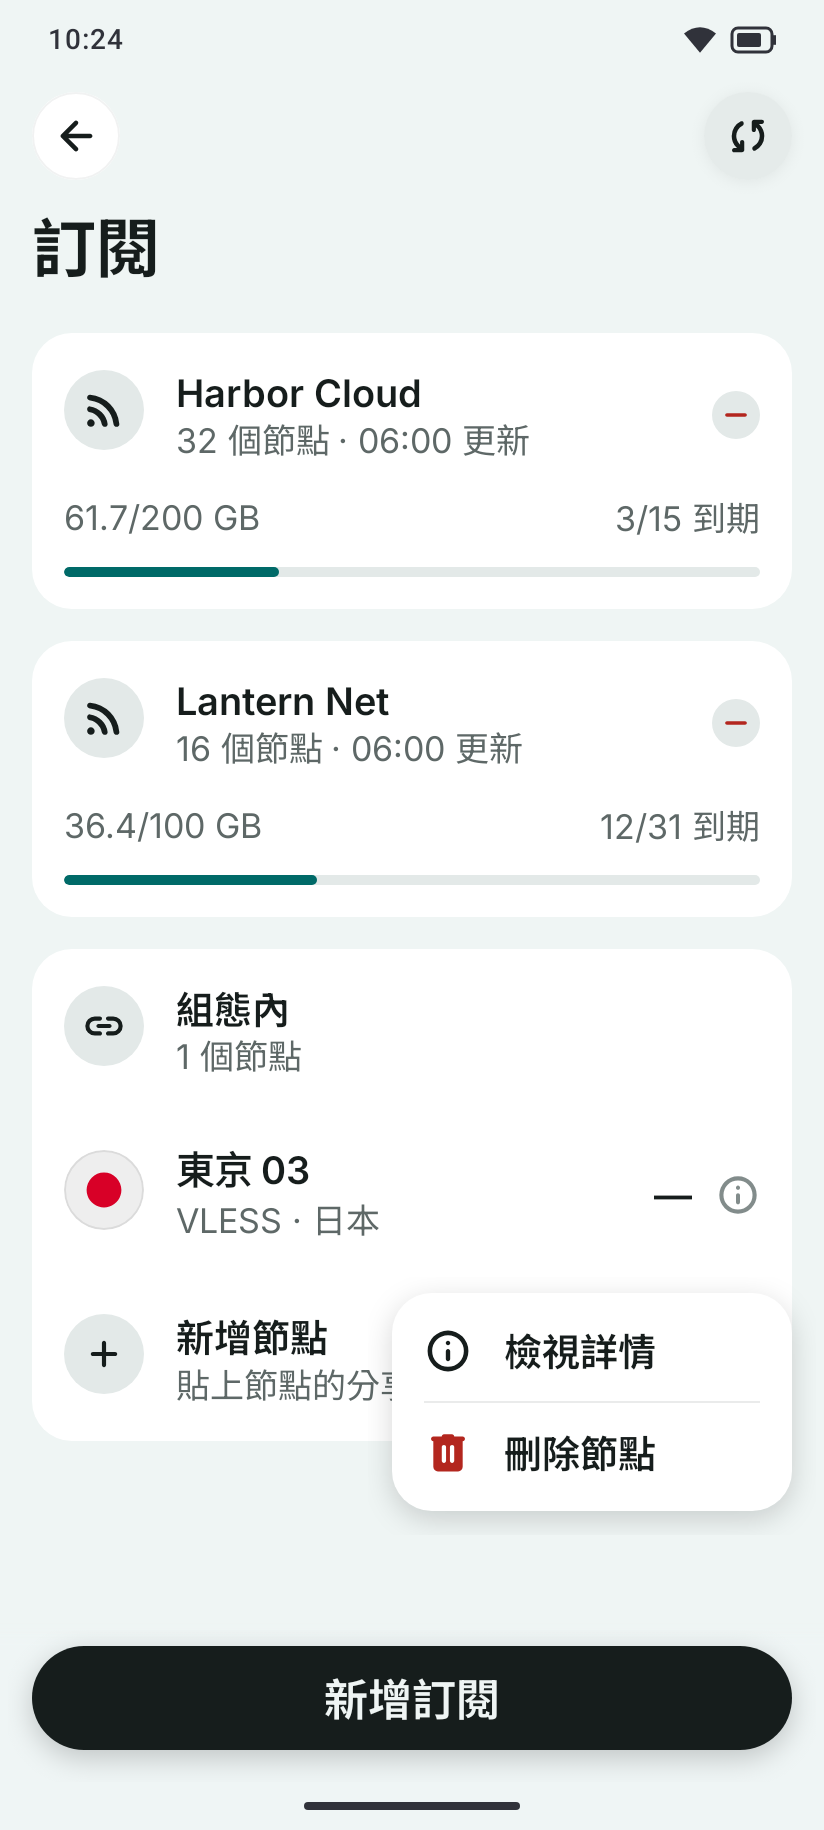 10:24
訂閱
Harbor Cloud
32 個節點 · 06:00 更新
61.7/200 GB
3/15 到期
Lantern Net
16 個節點 · 06:00 更新
36.4/100 GB
12/31 到期
組態內
1 個節點
東京 03
VLESS · 日本
—
新增節點
貼上節點的分
檢視詳情
刪除節點
新增訂閱